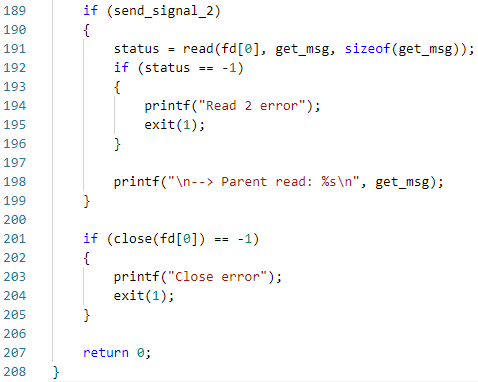 189 if (send_signal_2)
190 {
191 status = read(fd[0], get_msg, sizeof(get_msg));
192 if (status == -1)
193 {
194 printf("Read 2 error");
195 exit(1);
196 }
197
198 printf("\n--> Parent read: %s\n", get_msg);
199 }
200
201 if (close(fd[0]) == -1)
202 {
203 printf("Close error");
204 exit(1);
205 }
206
207 return 0;
208 }